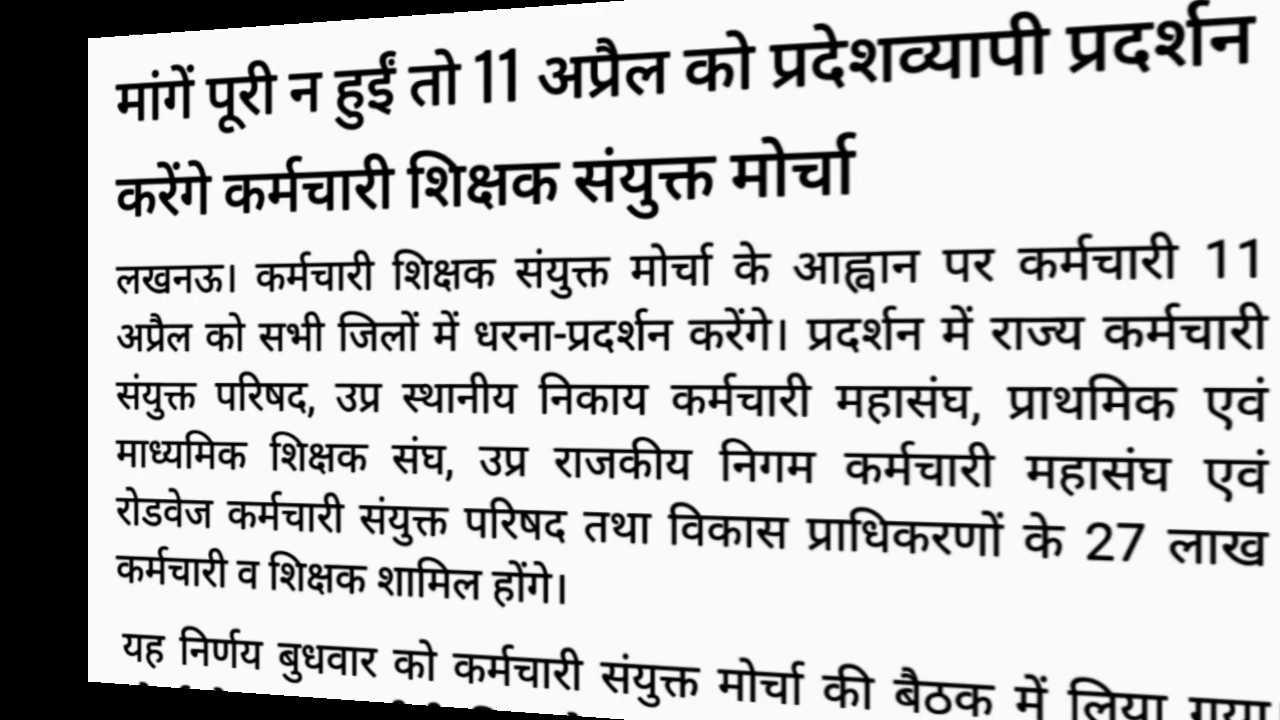 मांगें पूरी न हुईं तो 11 अप्रैल को प्रदेशव्यापी प्रदर्शन
करेंगे कर्मचारी शिक्षक संयुक्त मोर्चा
लखनऊ। कर्मचारी शिक्षक संयुक्त मोर्चा के आह्वान पर कर्मचारी 11
अप्रैल को सभी जिलों में धरना-प्रदर्शन करेंगे। प्रदर्शन में राज्य कर्मचारी
संयुक्त परिषद, उप्र स्थानीय निकाय कर्मचारी महासंघ, प्राथमिक एवं
माध्यमिक शिक्षक संघ, उप्र राजकीय निगम कर्मचारी महासंघ एवं
रोडवेज कर्मचारी संयुक्त परिषद तथा विकास प्राधिकरणों के 27 लाख
कर्मचारी व शिक्षक शामिल होंगे।
यह निर्णय बुधवार को कर्मचारी संयुक्त मोर्चा की बैठक में लिया गया